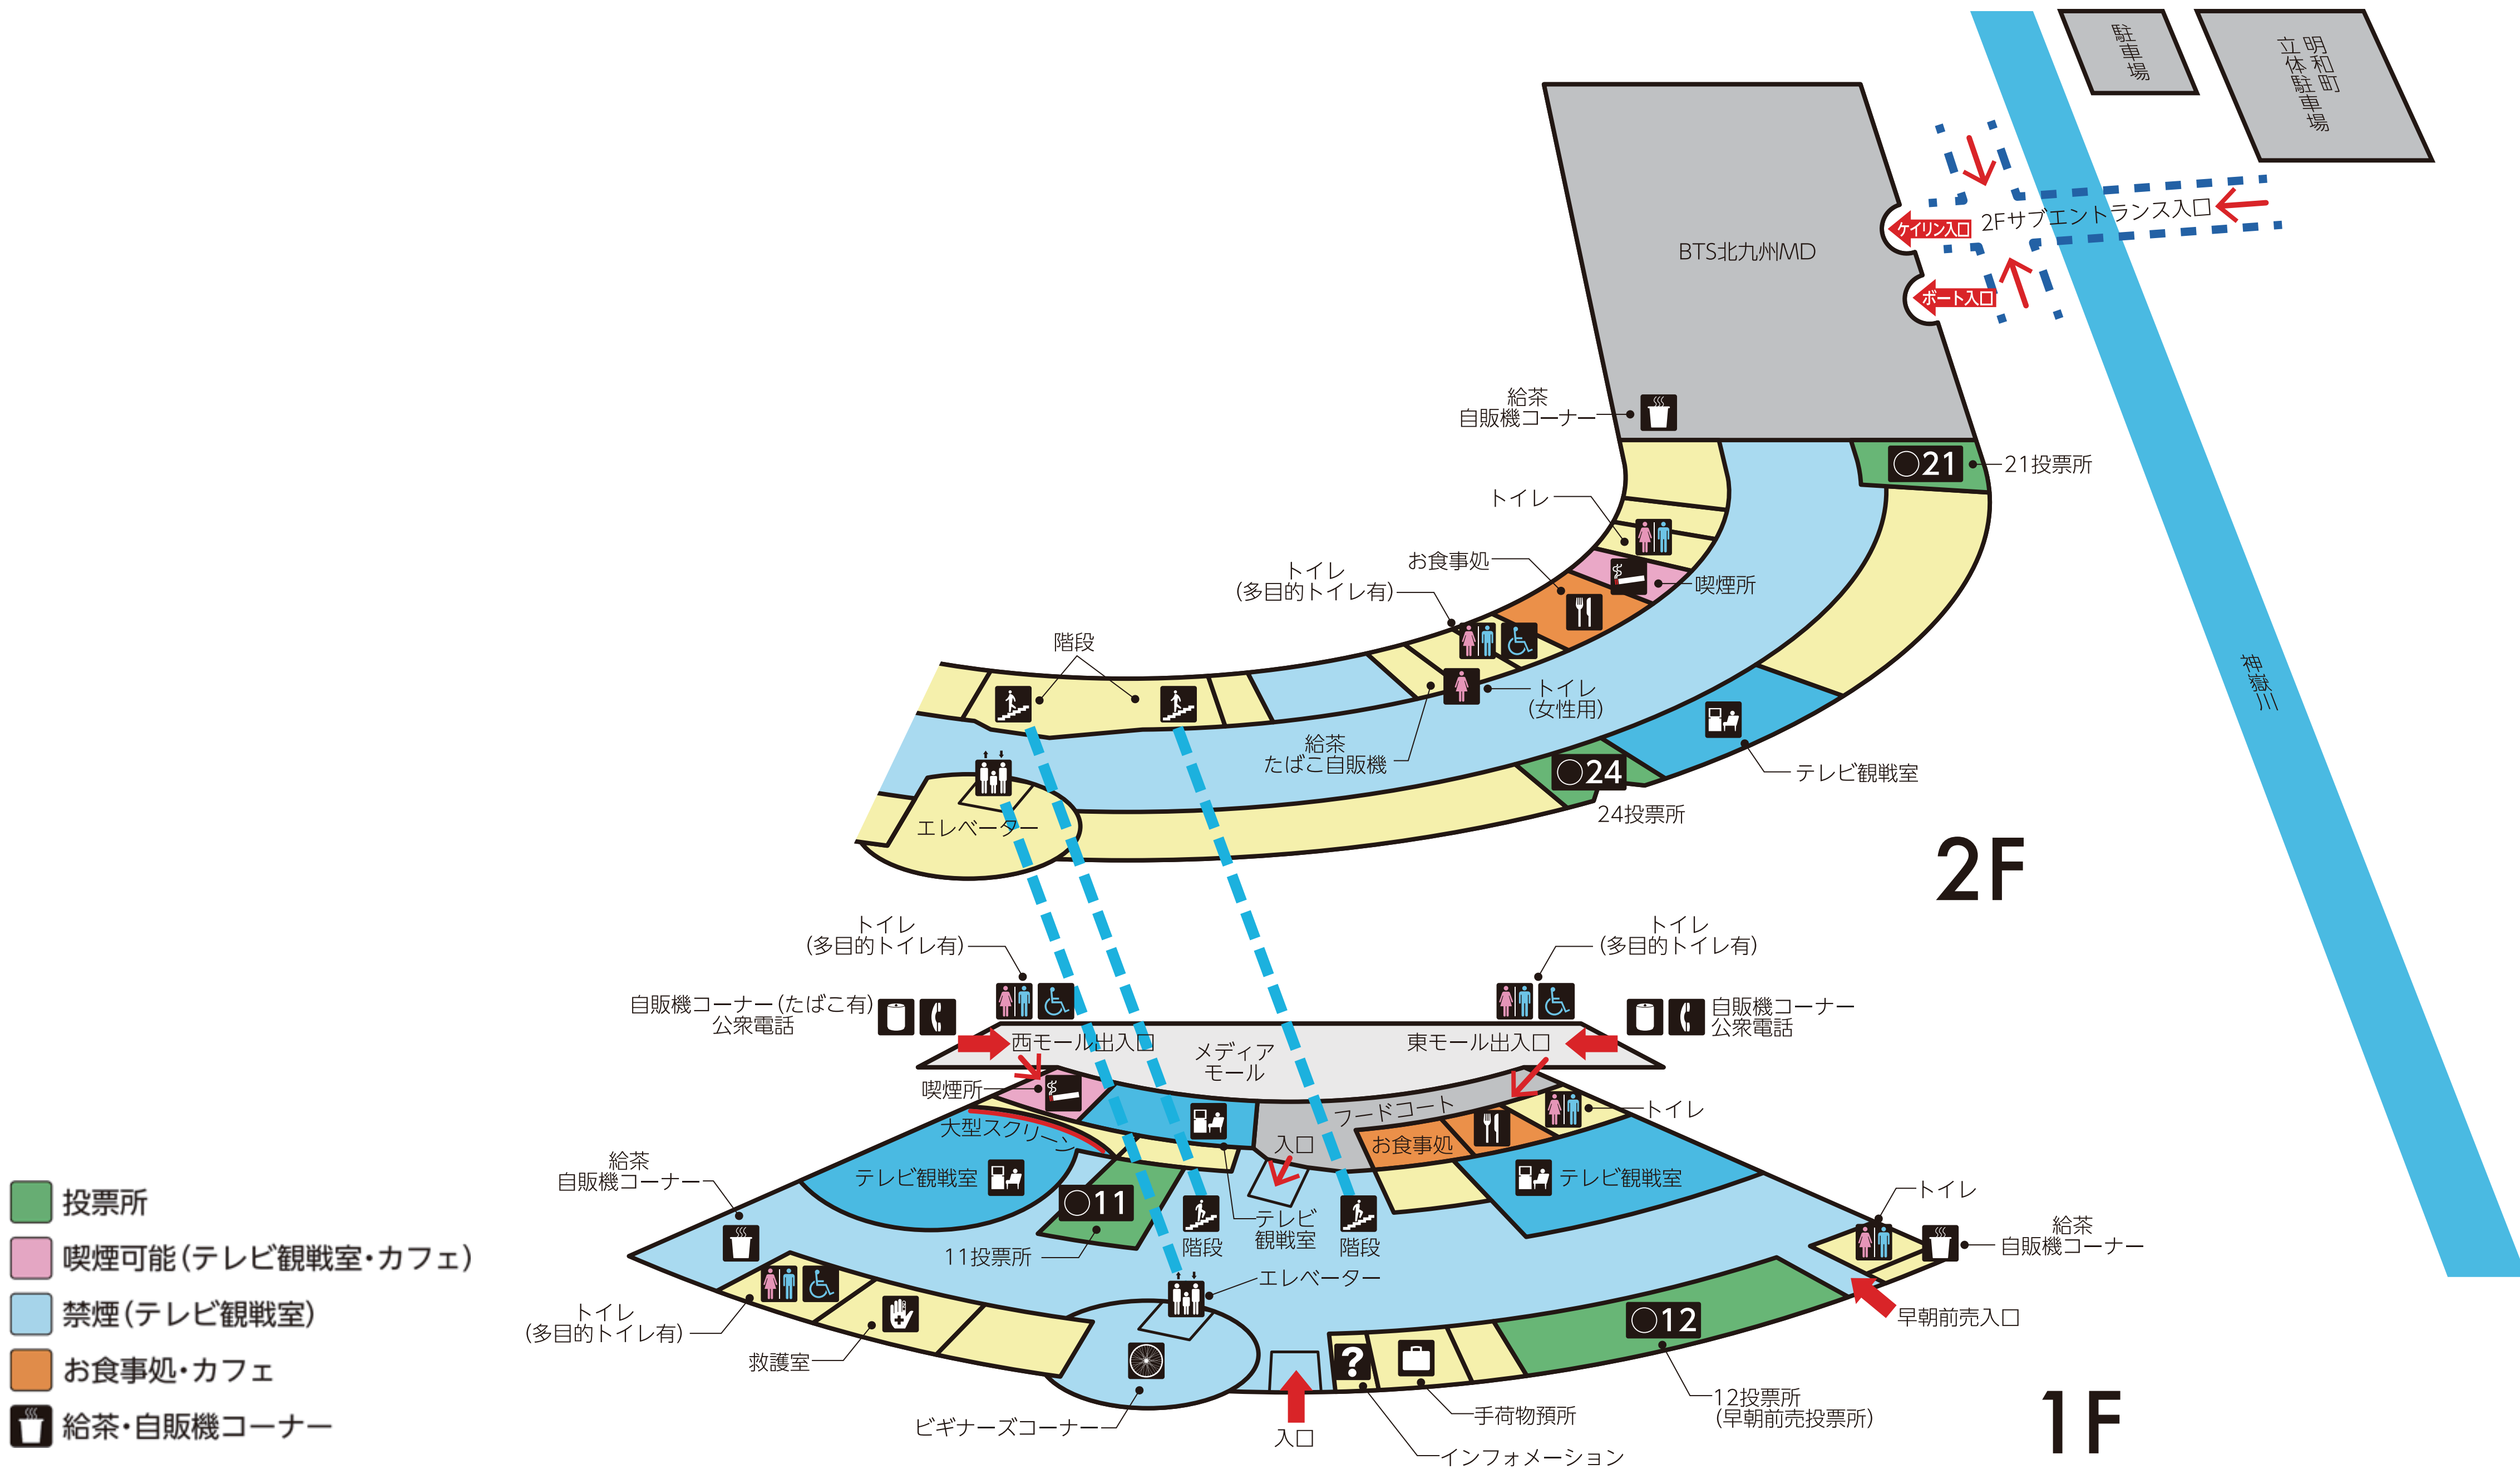 駐車場
明和町
立体駐車場
2Fサブエントランス入口
ケイリン入口
ボート入口
BTS北九州MD
給茶
自販機コーナー
21
21投票所
トイレ
お食事処
喫煙所
トイレ
(多目的トイレ有)
階段
トイレ
(女性用)
給茶
たばこ自販機
神嶽川
テレビ観戦室
24
24投票所
エレベーター
2F
トイレ
(多目的トイレ有)
トイレ
(多目的トイレ有)
自販機コーナー(たばこ有)
公衆電話
自販機コーナー
公衆電話
西モール出入口
メディア
モール
東モール出入口
喫煙所
フードコート
トイレ
大型スクリーン
入口
お食事処
給茶
自販機コーナー
テレビ観戦室
テレビ観戦室
11
11投票所
階段
テレビ
観戦室
階段
トイレ
給茶
自販機コーナー
エレベーター
早朝前売入口
トイレ
(多目的トイレ有)
救護室
12
?
12投票所
(早朝前売投票所)
ビギナーズコーナー
入口
手荷物預所
インフォメーション
1F
投票所
喫煙可能(テレビ観戦室・カフェ)
禁煙(テレビ観戦室)
お食事処・カフェ
給茶・自販機コーナー